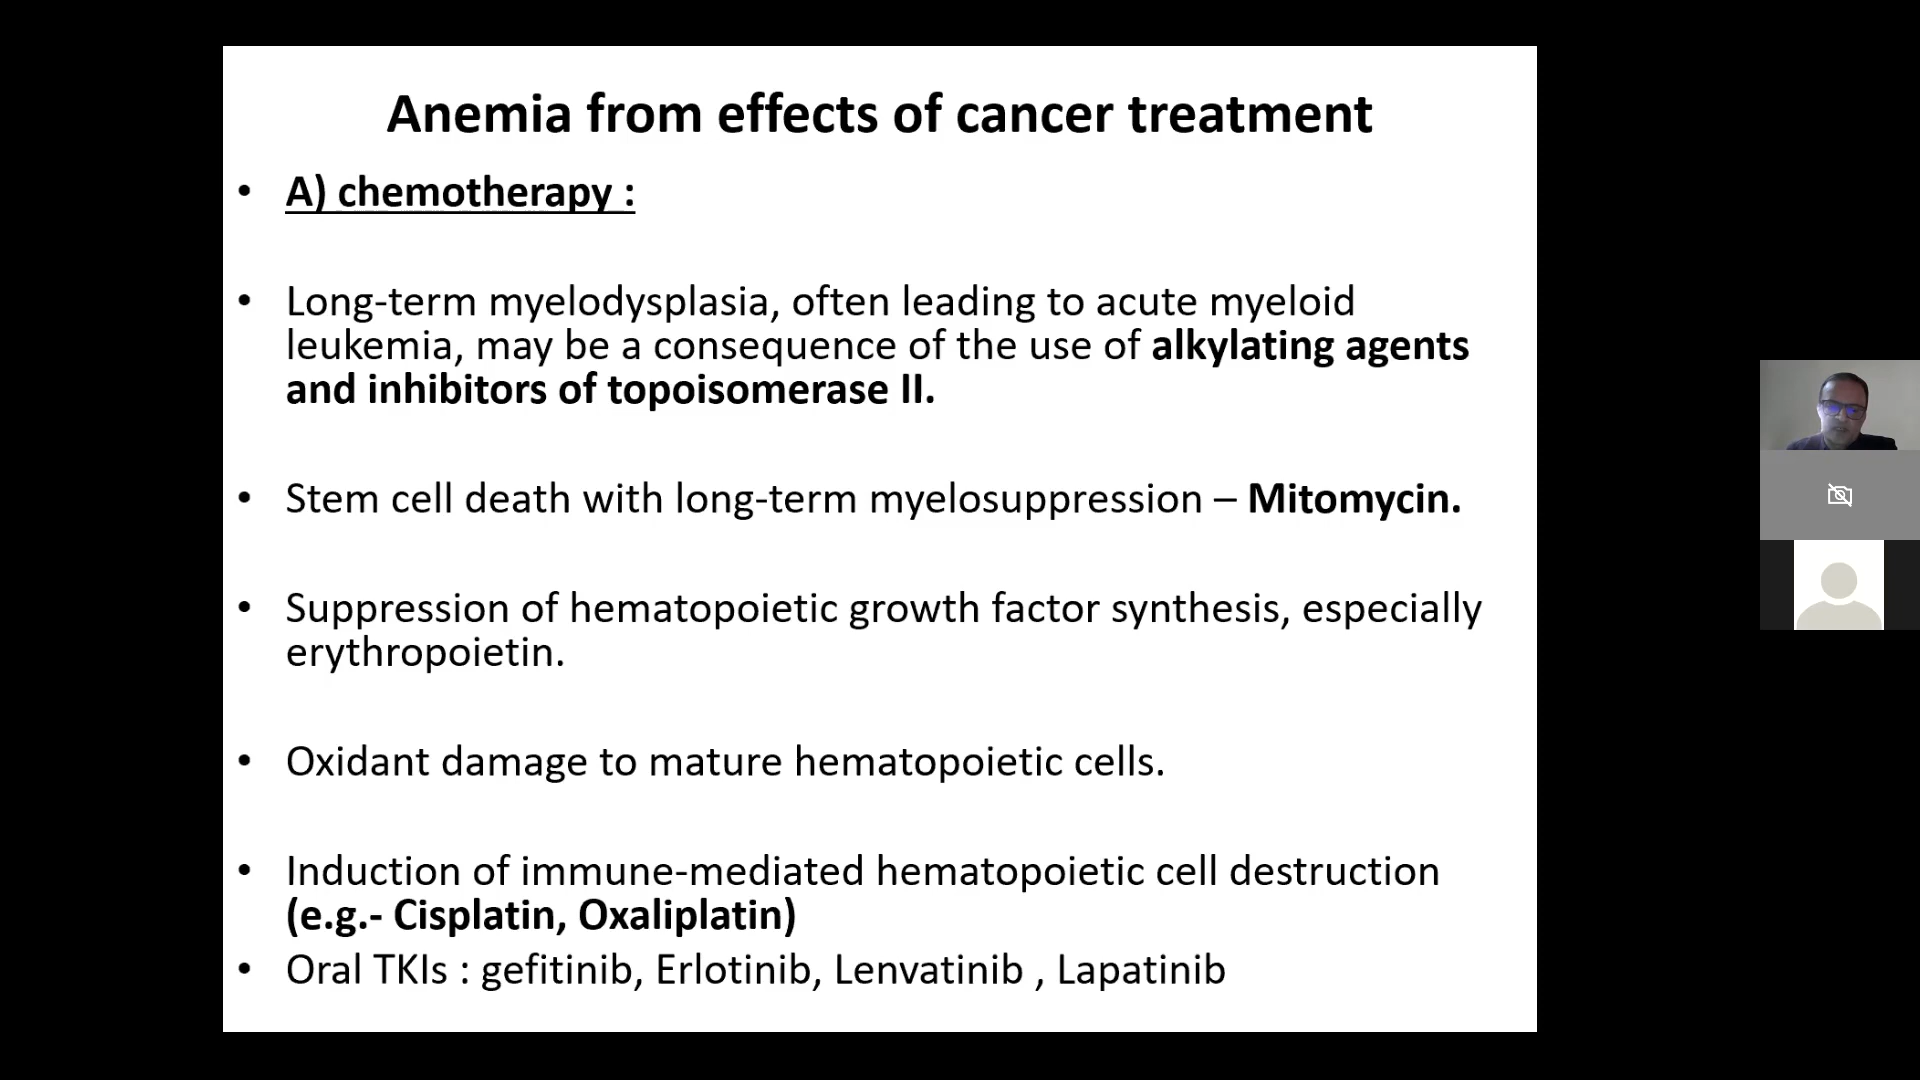 Anemia from effects of cancer treatment
• A) chemotherapy :
• Long-term myelodysplasia, often leading to acute myeloid
leukemia, may be a consequence of the use of alkylating agents
and inhibitors of topoisomerase II.
• Stem cell death with long-term myelosuppression – Mitomycin.
• Suppression of hematopoietic growth factor synthesis, especially
erythropoietin.
• Oxidant damage to mature hematopoietic cells.
• Induction of immune-mediated hematopoietic cell destruction
(e.g.- Cisplatin, Oxaliplatin)
• Oral TKIs : gefitinib, Erlotinib, Lenvatinib , Lapatinib